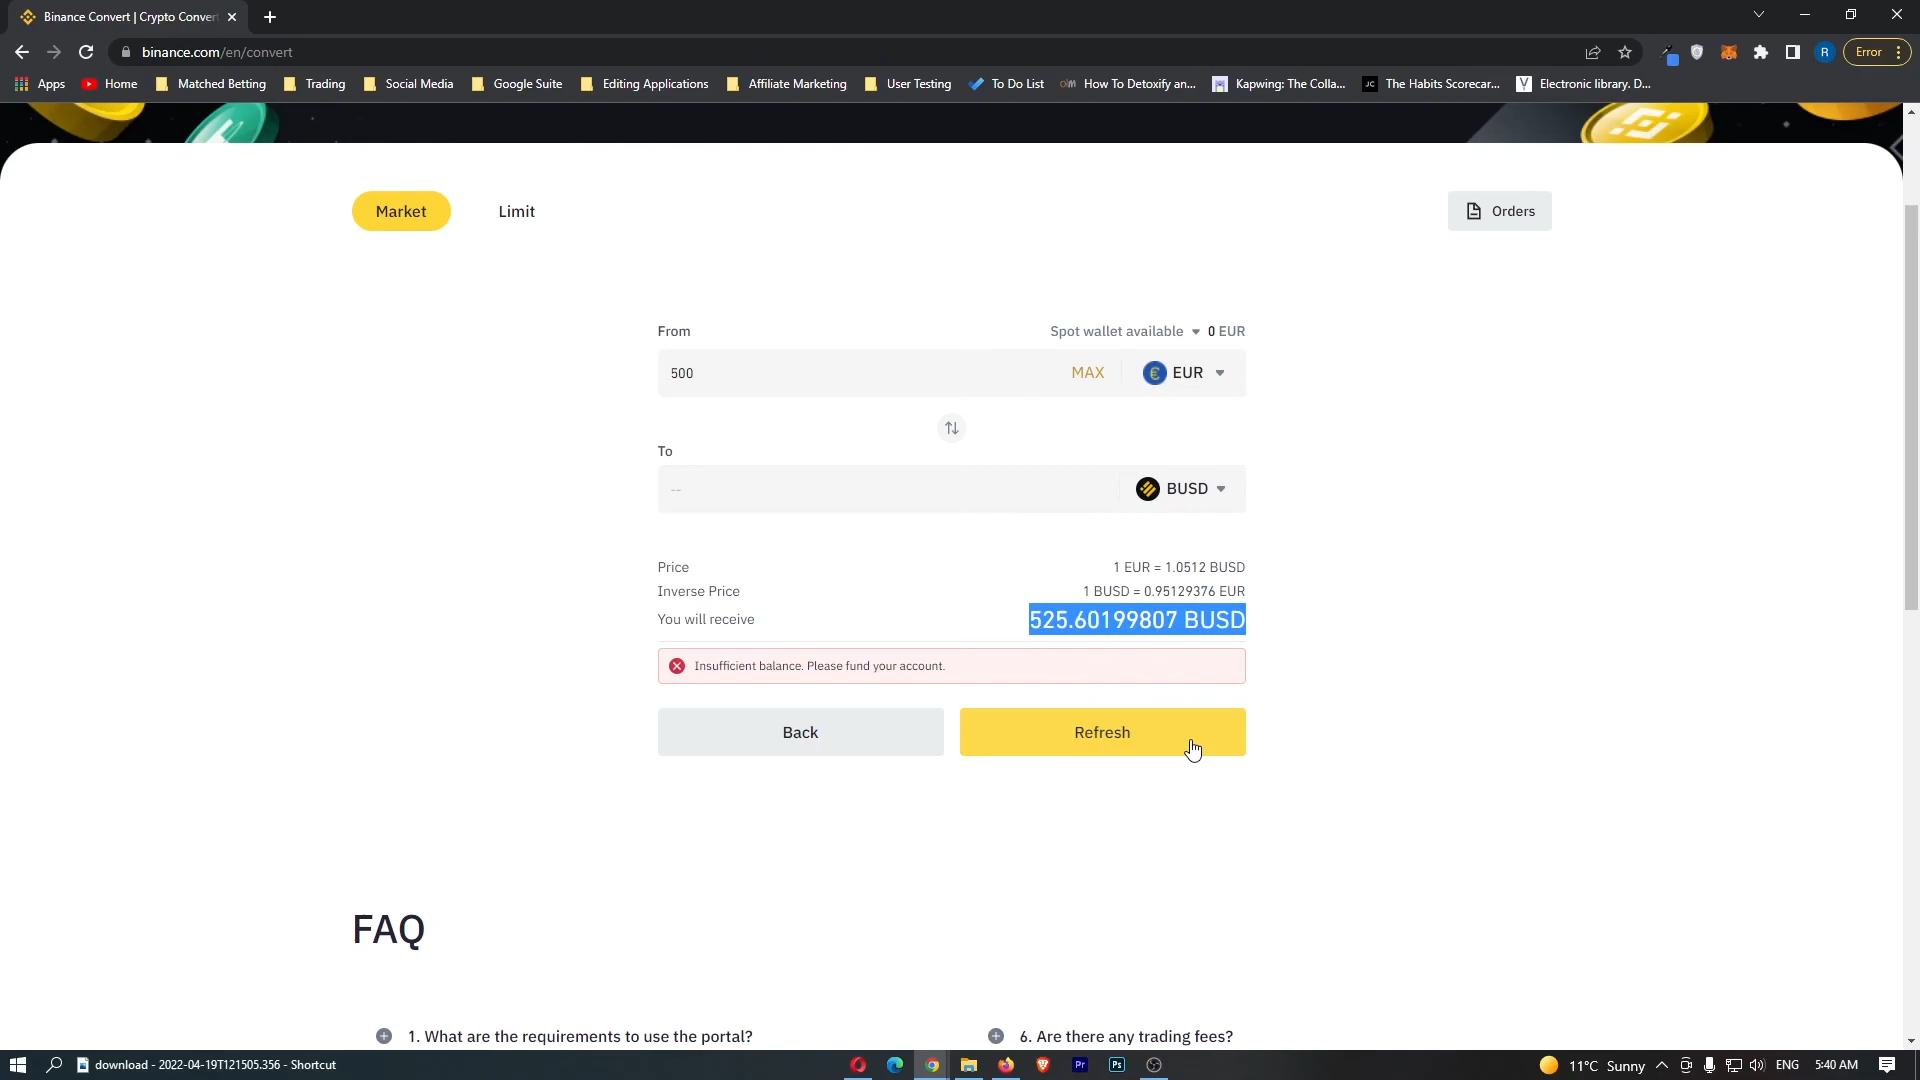 Binance Convert | Crypto Conver
binance.com/en/convert
R
Error
Apps
Home
Matched Betting
Trading
Social Media
Google Suite
Editing Applications
Affiliate Marketing
User Testing
To Do List
How To Detoxify an...
Kapwing: The Colla...
JC The Habits Scorecar...
Electronic library. D...
Market
Limit
Orders
From
Spot wallet available
0 EUR
500
MAX
EUR
To
--
BUSD
Price
1 EUR = 1.0512 BUSD
Inverse Price
1 BUSD = 0.95129376 EUR
You will receive
525.60199807 BUSD
Insufficient balance. Please fund your account.
Back
Refresh
FAQ
1. What are the requirements to use the portal?
6. Are there any trading fees?
download - 2022-04-19T121505.356 - Shortcut
Pr
Ps
11°C Sunny
ENG
5:40 AM